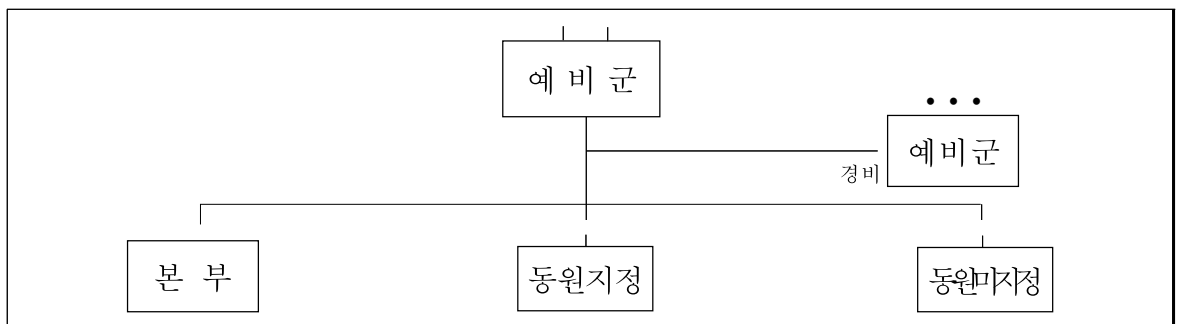 예 비 군
• • •
예비군
경비
본 부
동원지정
동원미지정